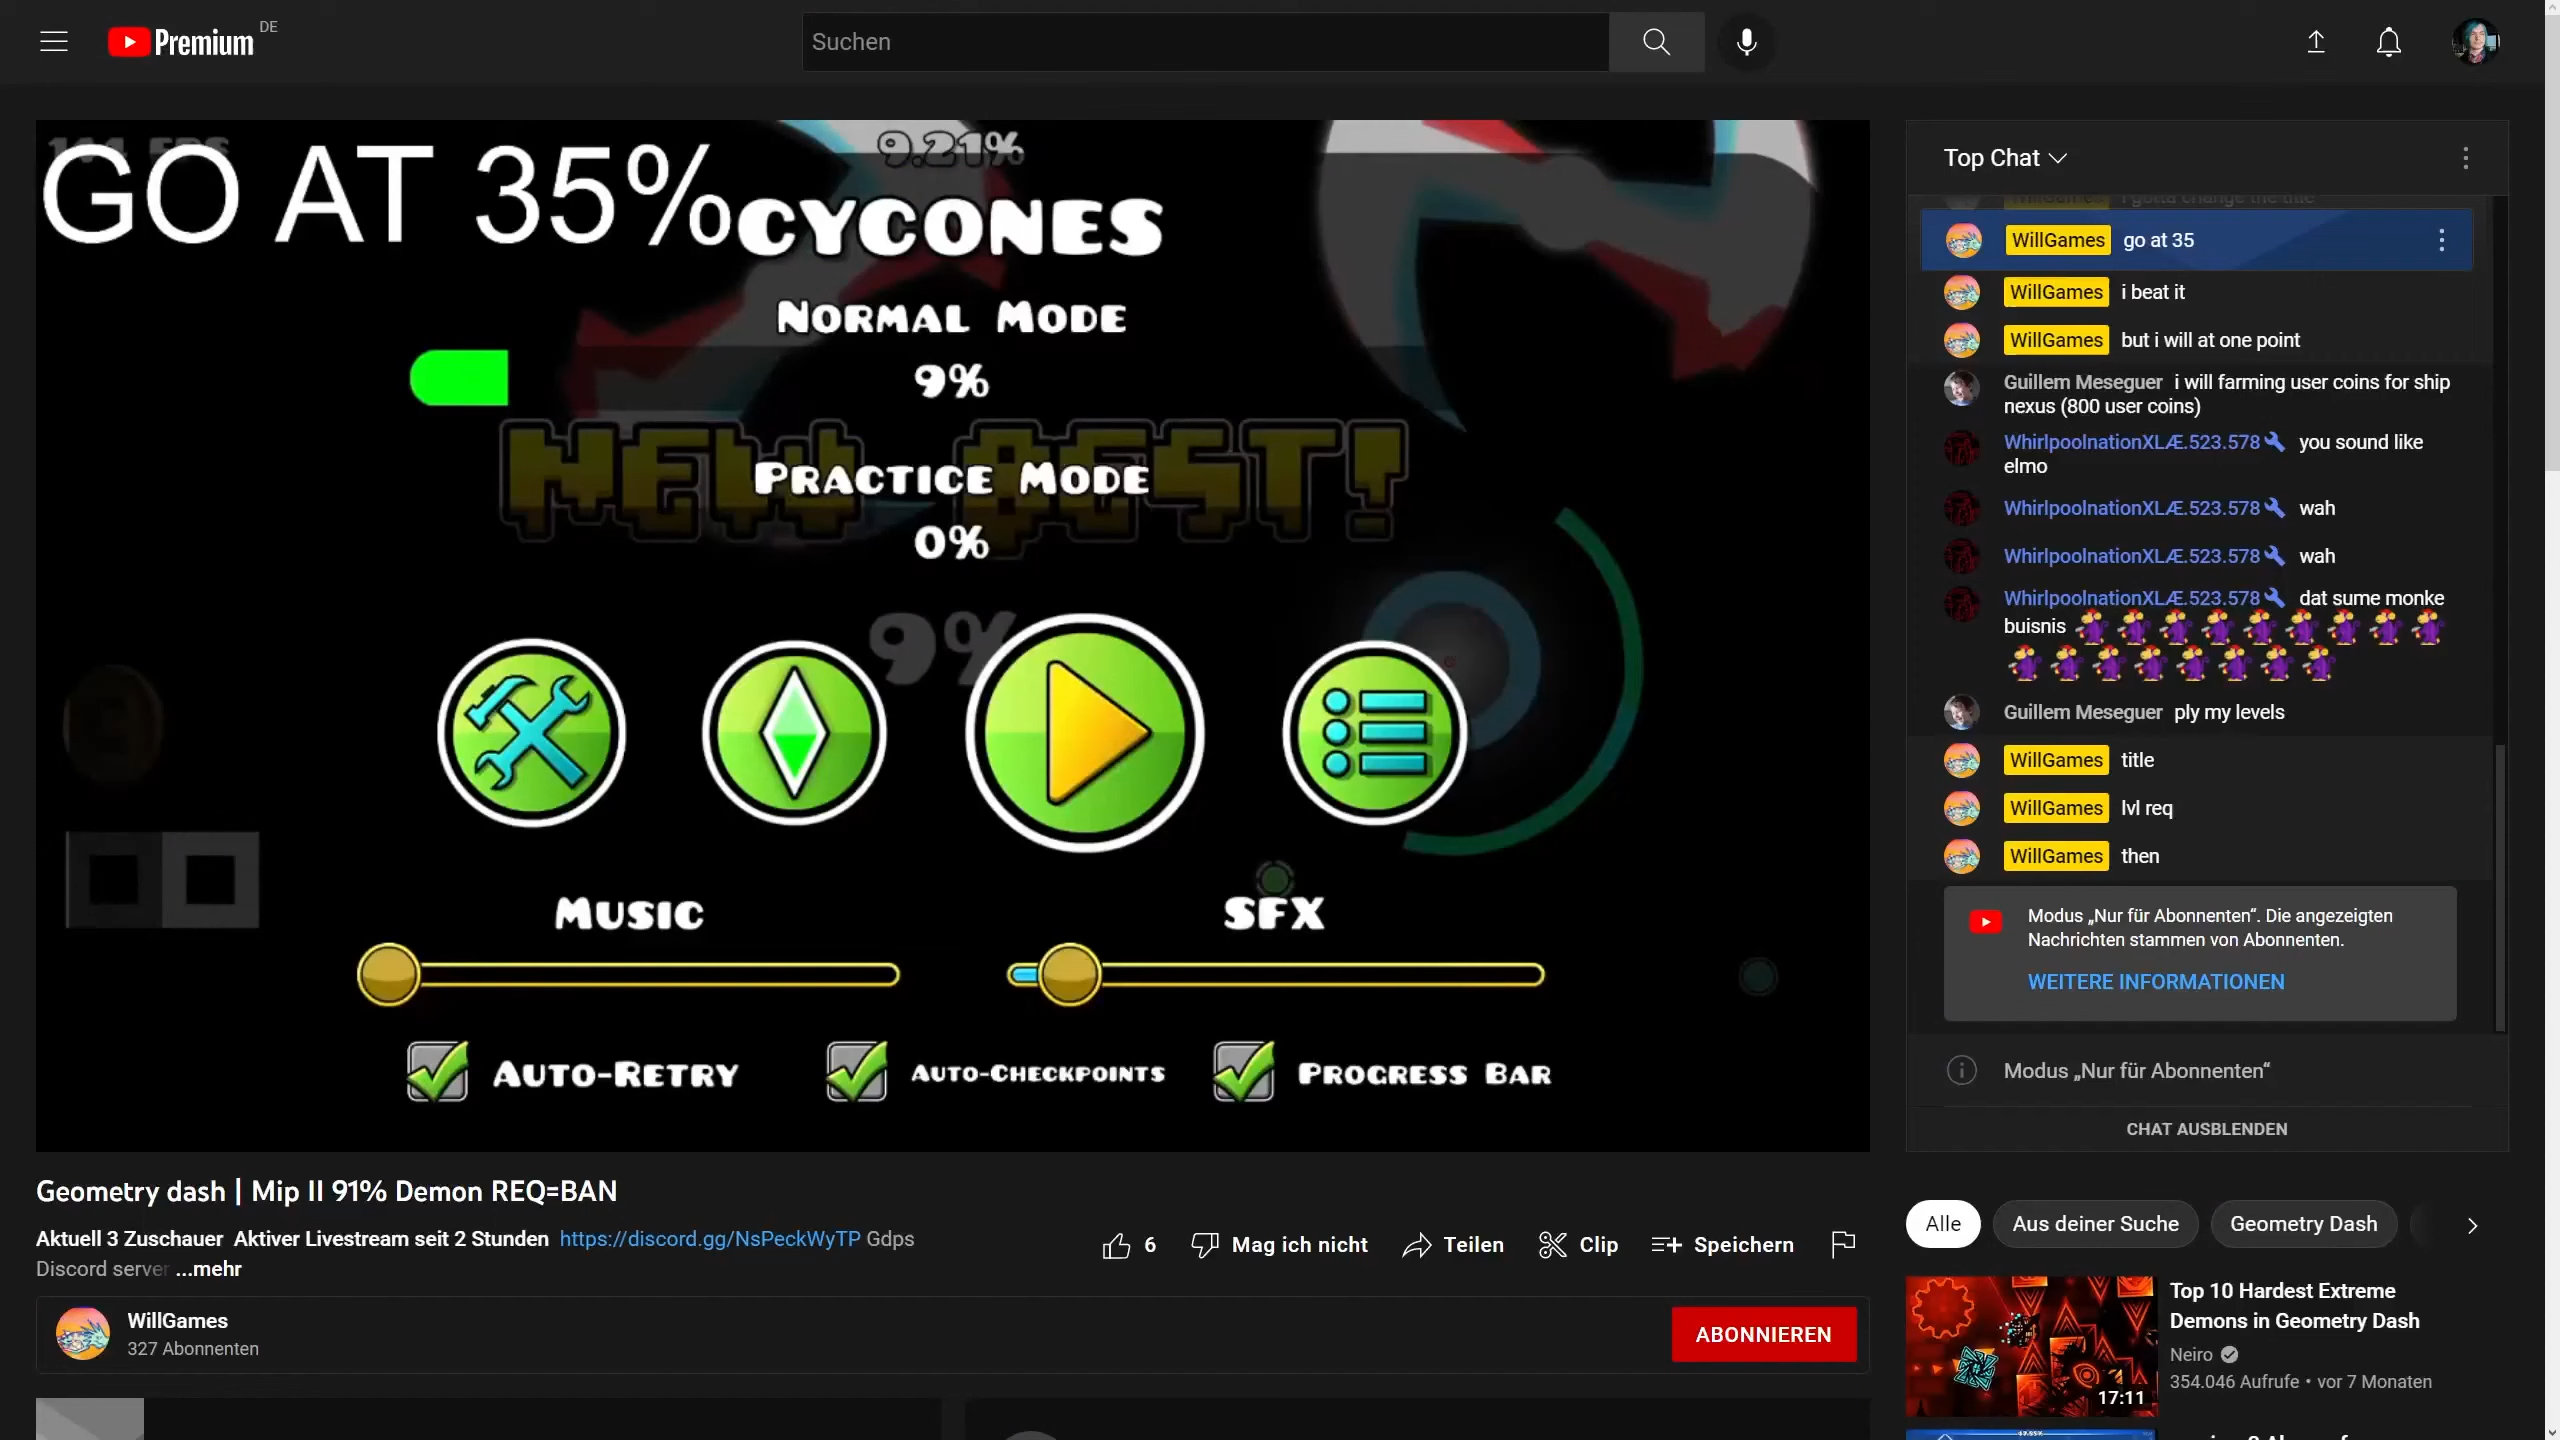 Premium DE
Suchen
9.21%
GO AT 35%
CYCONES
NORMAL MODE
9%
NEW BEST!
PRACTICE MODE
0%
9%
MUSIC
SFX
AUTO-RETRY
AUTO-CHECKPOINTS
PROGRESS BAR
Top Chat
i gotta change the title
WillGames go at 35
WillGames i beat it
WillGames but i will at one point
Guillem Meseguer i will farming user coins for ship
nexus (800 user coins)
WhirlpoolnationXLÆ.523.578 you sound like
elmo
WhirlpoolnationXLÆ.523.578 wah
WhirlpoolnationXLÆ.523.578 wah
WhirlpoolnationXLÆ.523.578 dat sume monke
buisnis
Guillem Meseguer ply my levels
WillGames title
WillGames lvl req
WillGames then
Modus „Nur für Abonnenten“. Die angezeigten
Nachrichten stammen von Abonnenten.
WEITERE INFORMATIONEN
Modus „Nur für Abonnenten“
CHAT AUSBLENDEN
Geometry dash | Mip II 91% Demon REQ=BAN
Aktuell 3 Zuschauer Aktiver Livestream seit 2 Stunden https://discord.gg/NsPeckWyTP Gdps
Discord server ...mehr
6 Mag ich nicht Teilen Clip Speichern
WillGames
327 Abonnenten
ABONNIEREN
Alle Aus deiner Suche Geometry Dash
Top 10 Hardest Extreme
Demons in Geometry Dash
Neiro
354.046 Aufrufe • vor 7 Monaten
17:11